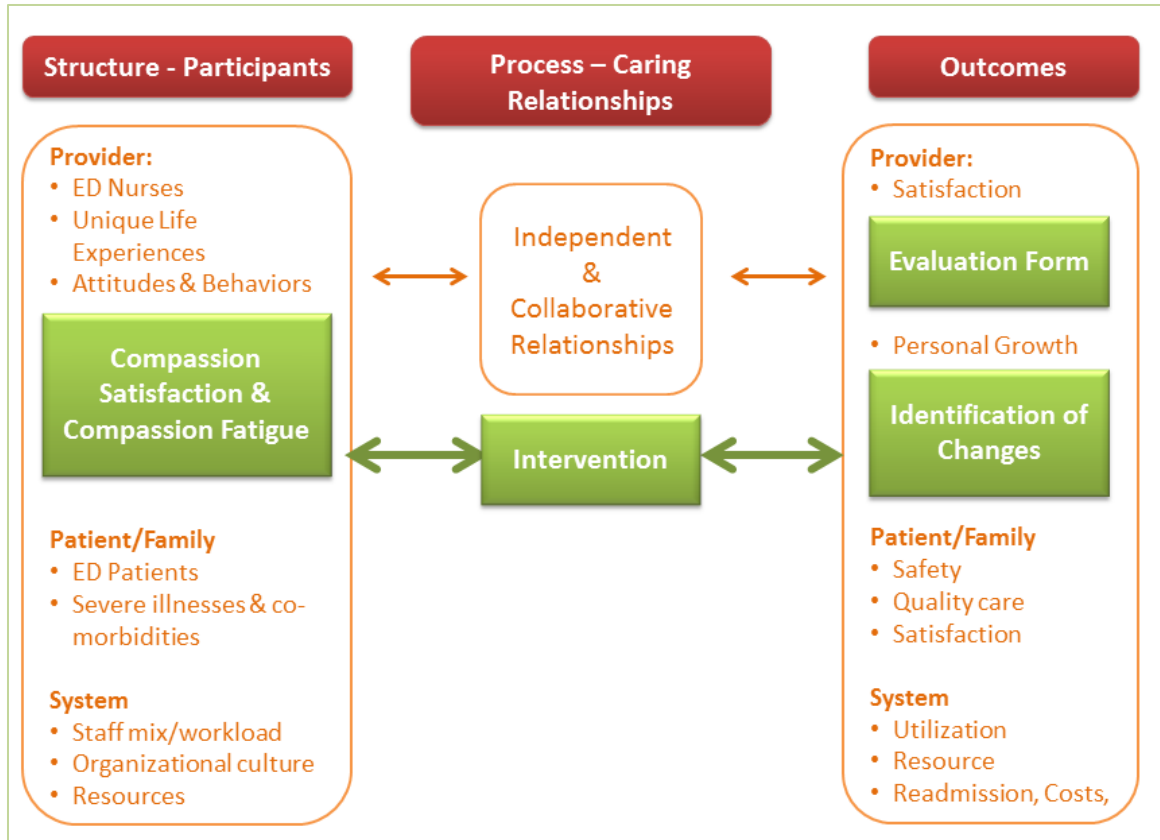 Structure - Participants
Process – Caring
Relationships
Outcomes
Provider:
• ED Nurses
• Unique Life
Experiences
• Attitudes & Behaviors
Compassion
Satisfaction &
Compassion Fatigue
Patient/Family
• ED Patients
• Severe illnesses & co-
morbidities
System
• Staff mix/workload
• Organizational culture
• Resources
Independent
&
Collaborative
Relationships
Intervention
Provider:
• Satisfaction
Evaluation Form
• Personal Growth
Identification of
Changes
Patient/Family
• Safety
• Quality care
• Satisfaction
System
• Utilization
• Resource
• Readmission, Costs,